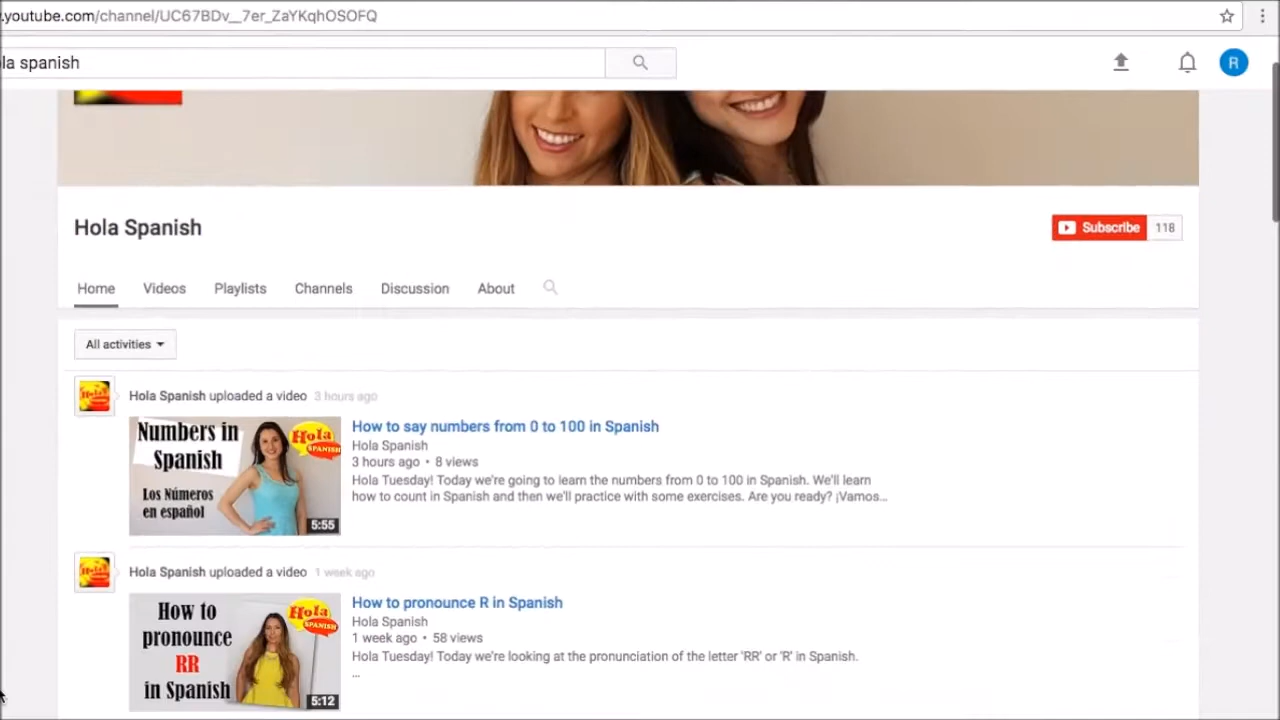 .youtube.com/channel/UC67BDv__7er_ZaYKqhOSOFQ
la spanish
R
Hola Spanish
Subscribe 118
Home Videos Playlists Channels Discussion About
All activities
Hola Spanish uploaded a video 3 hours ago
Numbers in
Spanish
Los Números
en español
Hola
SPANISH
5:55
How to say numbers from 0 to 100 in Spanish
Hola Spanish
3 hours ago • 8 views
Hola Tuesday! Today we're going to learn the numbers from 0 to 100 in Spanish. We'll learn
how to count in Spanish and then we'll practice with some exercises. Are you ready? ¡Vamos...
Hola Spanish uploaded a video 1 week ago
How to
pronounce
RR
in Spanish
Hola
SPANISH
5:12
How to pronounce R in Spanish
Hola Spanish
1 week ago • 58 views
Hola Tuesday! Today we're looking at the pronunciation of the letter 'RR' or 'R' in Spanish.
...